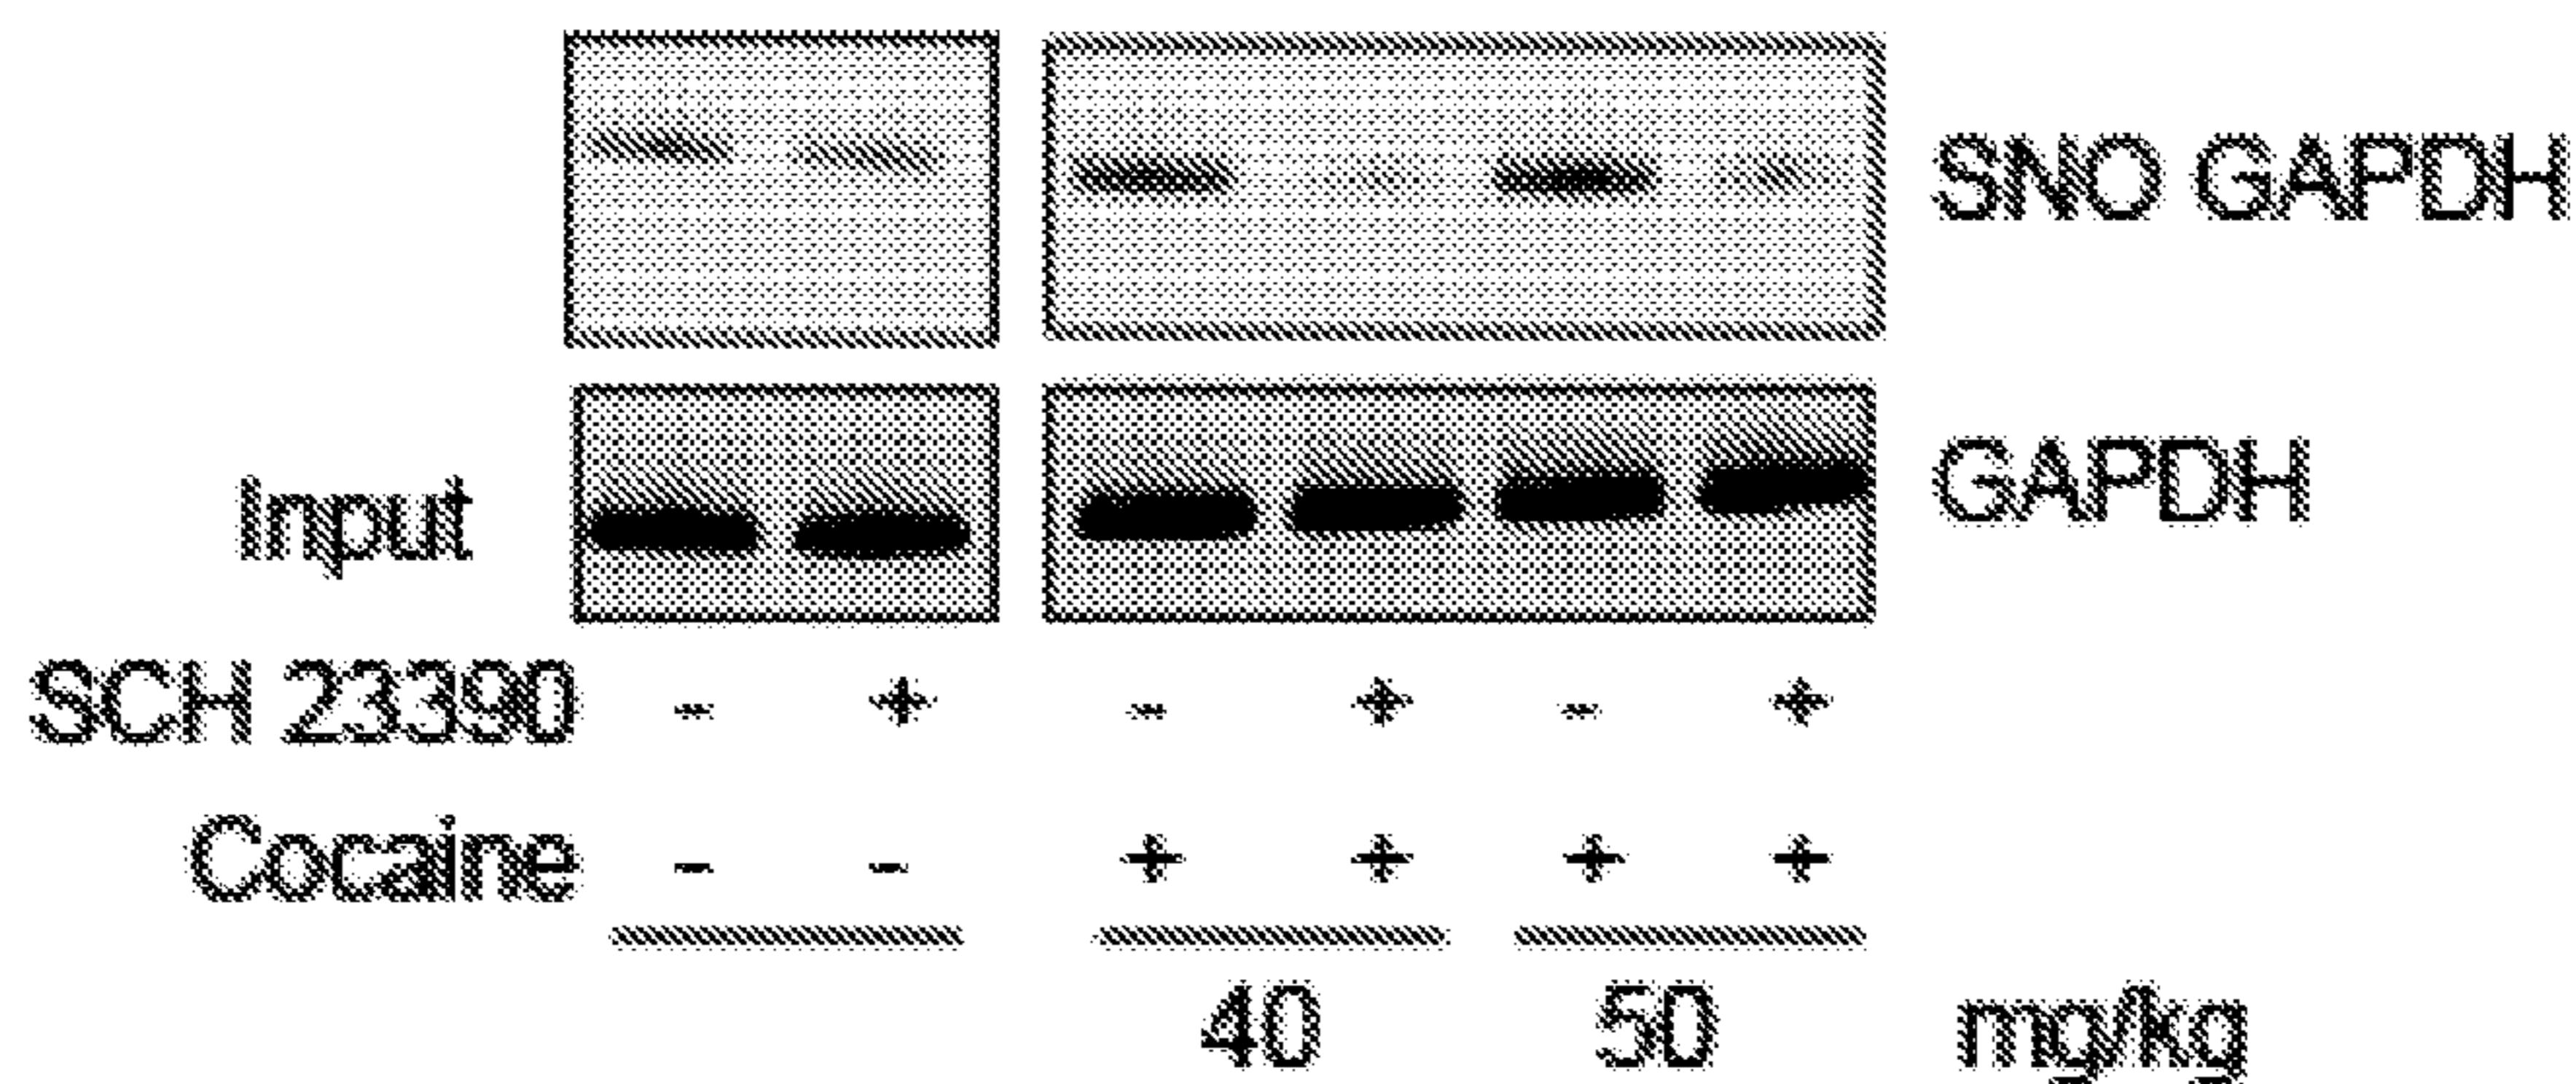 SNO GAPDH
Input GAPDH
SCH 23390 - + - + - +
Cocaine - - + + + +
40 50 mg/kg